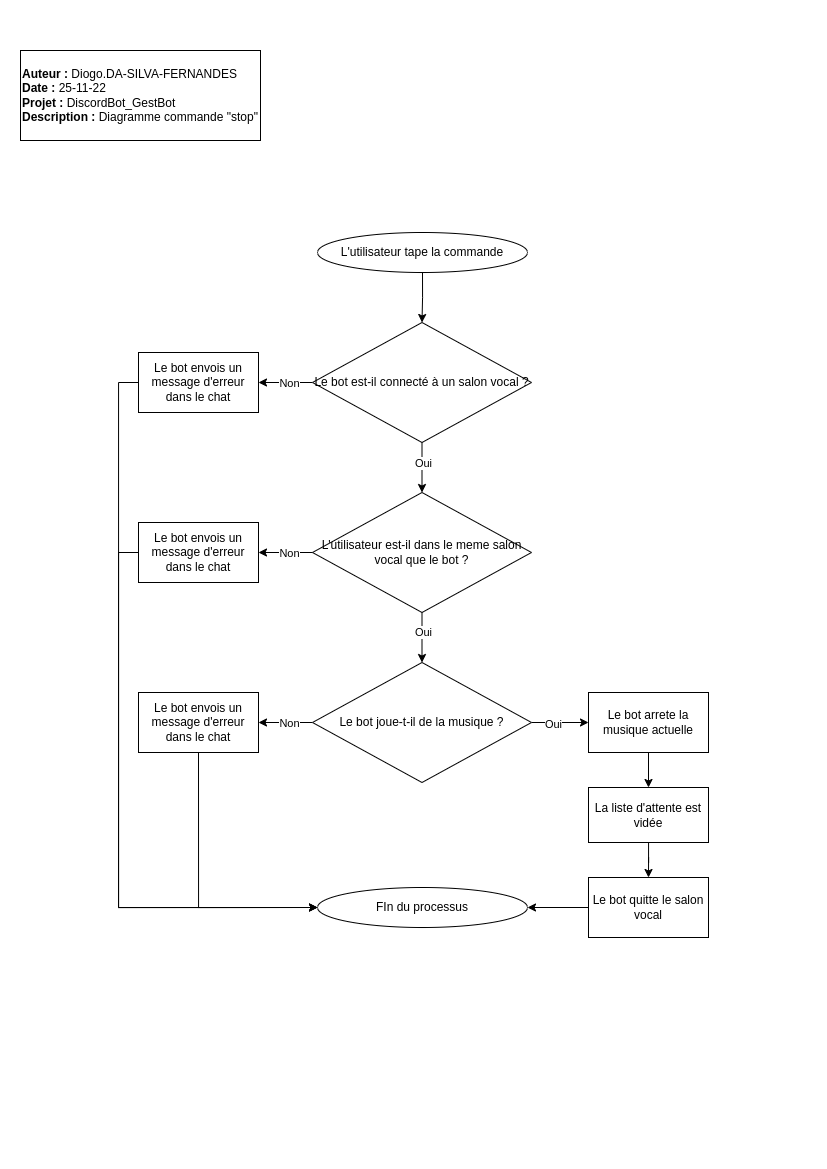 Auteur : Diogo.DA-SILVA-FERNANDES
Date : 25-11-22
Projet : DiscordBot_GestBot
Description : Diagramme commande "stop"
L'utilisateur tape la commande
Le bot envois un
message d'erreur
dans le chat
Non
Le bot est-il connecté à un salon vocal ?
Oui
Le bot envois un
message d'erreur
dans le chat
Non
L'utilisateur est-il dans le meme salon
vocal que le bot ?
Oui
Le bot envois un
message d'erreur
dans le chat
Non
Le bot joue-t-il de la musique ?
Oui
Le bot arrete la
musique actuelle
La liste d'attente est
vidée
Le bot quitte le salon
vocal
FIn du processus